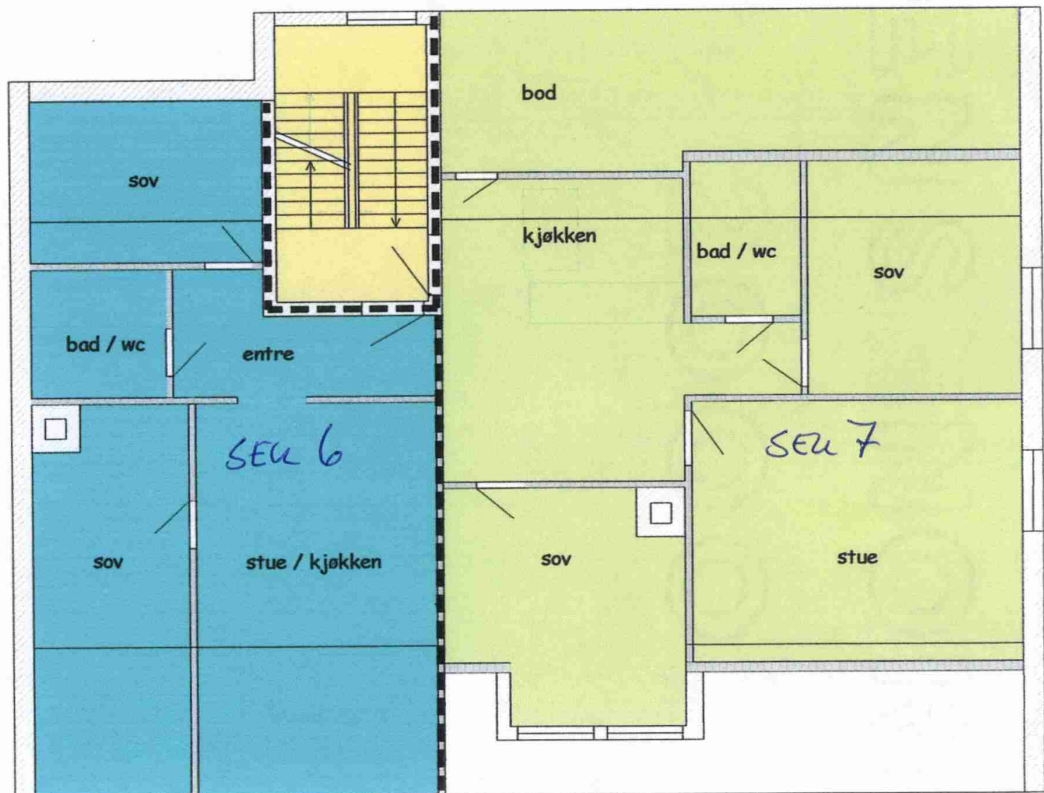 bod
sov
kjøkken
bad / wc
sov
bad / wc
entre
SEK 6
SEK 7
sov
stue / kjøkken
sov
stue